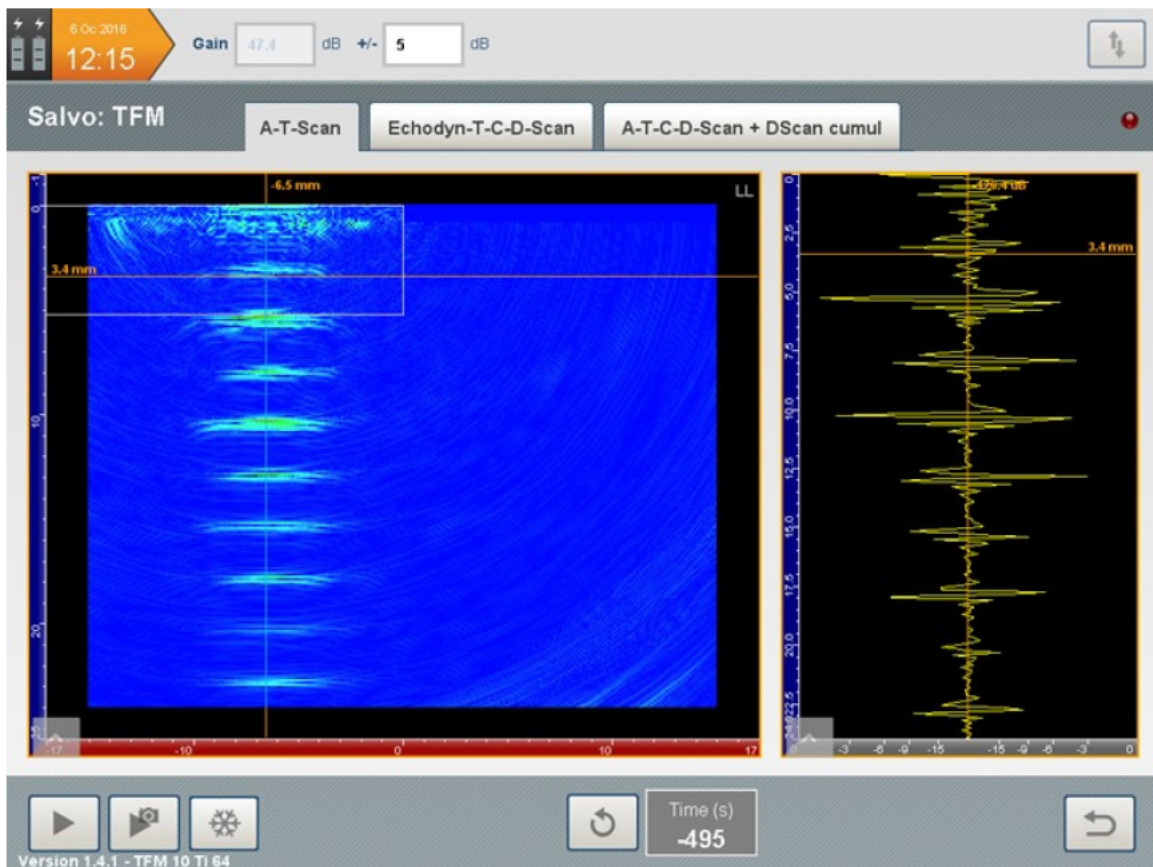 6 Oc 2016
12:15
Gain 47.4 dB +/- 5 dB
Salvo: TFM
A-T-Scan
Echodyn-T-C-D-Scan
A-T-C-D-Scan + DScan cumul
-6.5 mm
LL
3.4 mm
-1
0
10
20
25
-17
-10
0
10
17
3.4 mm
0
2.5
5.0
7.5
10.0
12.5
15.0
17.5
20.0
22.5
0
-3
-6
-9
-15
-15
-9
-6
-3
0
Time (s)
-495
Version 1.4.1 - TFM 10 Ti 64